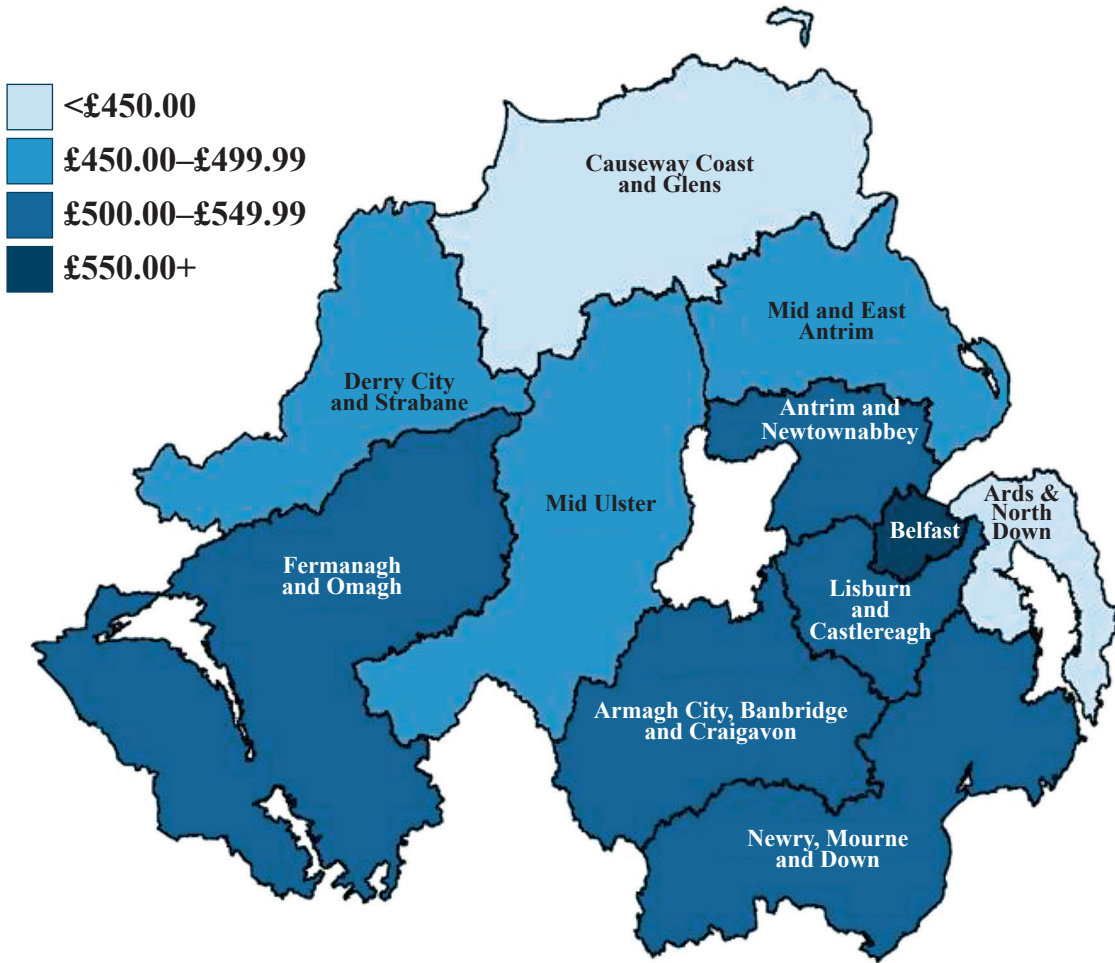 <£450.00
£450.00–£499.99
£500.00–£549.99
£550.00+
Causeway Coast
and Glens
Mid and East
Antrim
Derry City
and Strabane
Antrim and
Newtownabbey
Mid Ulster
Ards &
North
Down
Belfast
Fermanagh
and Omagh
Lisburn
and
Castlereagh
Armagh City, Banbridge
and Craigavon
Newry, Mourne
and Down